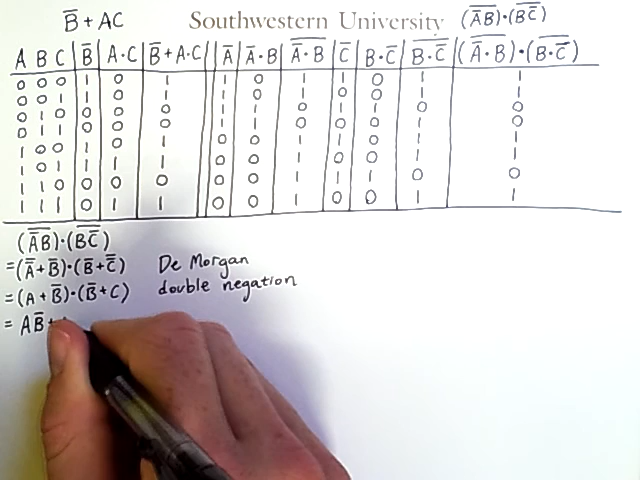 B̅ + AC Southwestern University (A̅̅B̅)·(B̅C̅̅)
A B C B̅ A·C B̅+A·C A̅ A̅·B A̅̅·̅B̅ C̅ B·C̅ B̅·̅C̅̅ (A̅̅·̅B̅)·(B̅·̅C̅̅)
0 0 0 1 0 1 1 0 1 1 0 1 1
0 0 1 1 0 1 1 0 1 0 0 1 1
0 1 0 0 0 0 1 1 0 1 1 0 0
0 1 1 0 0 0 1 1 0 0 0 1 0
1 0 0 1 0 1 0 0 1 1 0 1 1
1 0 1 1 1 1 0 0 1 0 0 1 1
1 1 0 0 0 0 0 0 1 1 1 0 0
1 1 1 0 1 1 0 0 1 0 0 1 1
(A̅̅B̅)·(B̅C̅̅)
=(A̅̅+B̅)·(B̅+C̅̅) De Morgan
=(A+B̅)·(B̅+C) double negation
= AB̅+